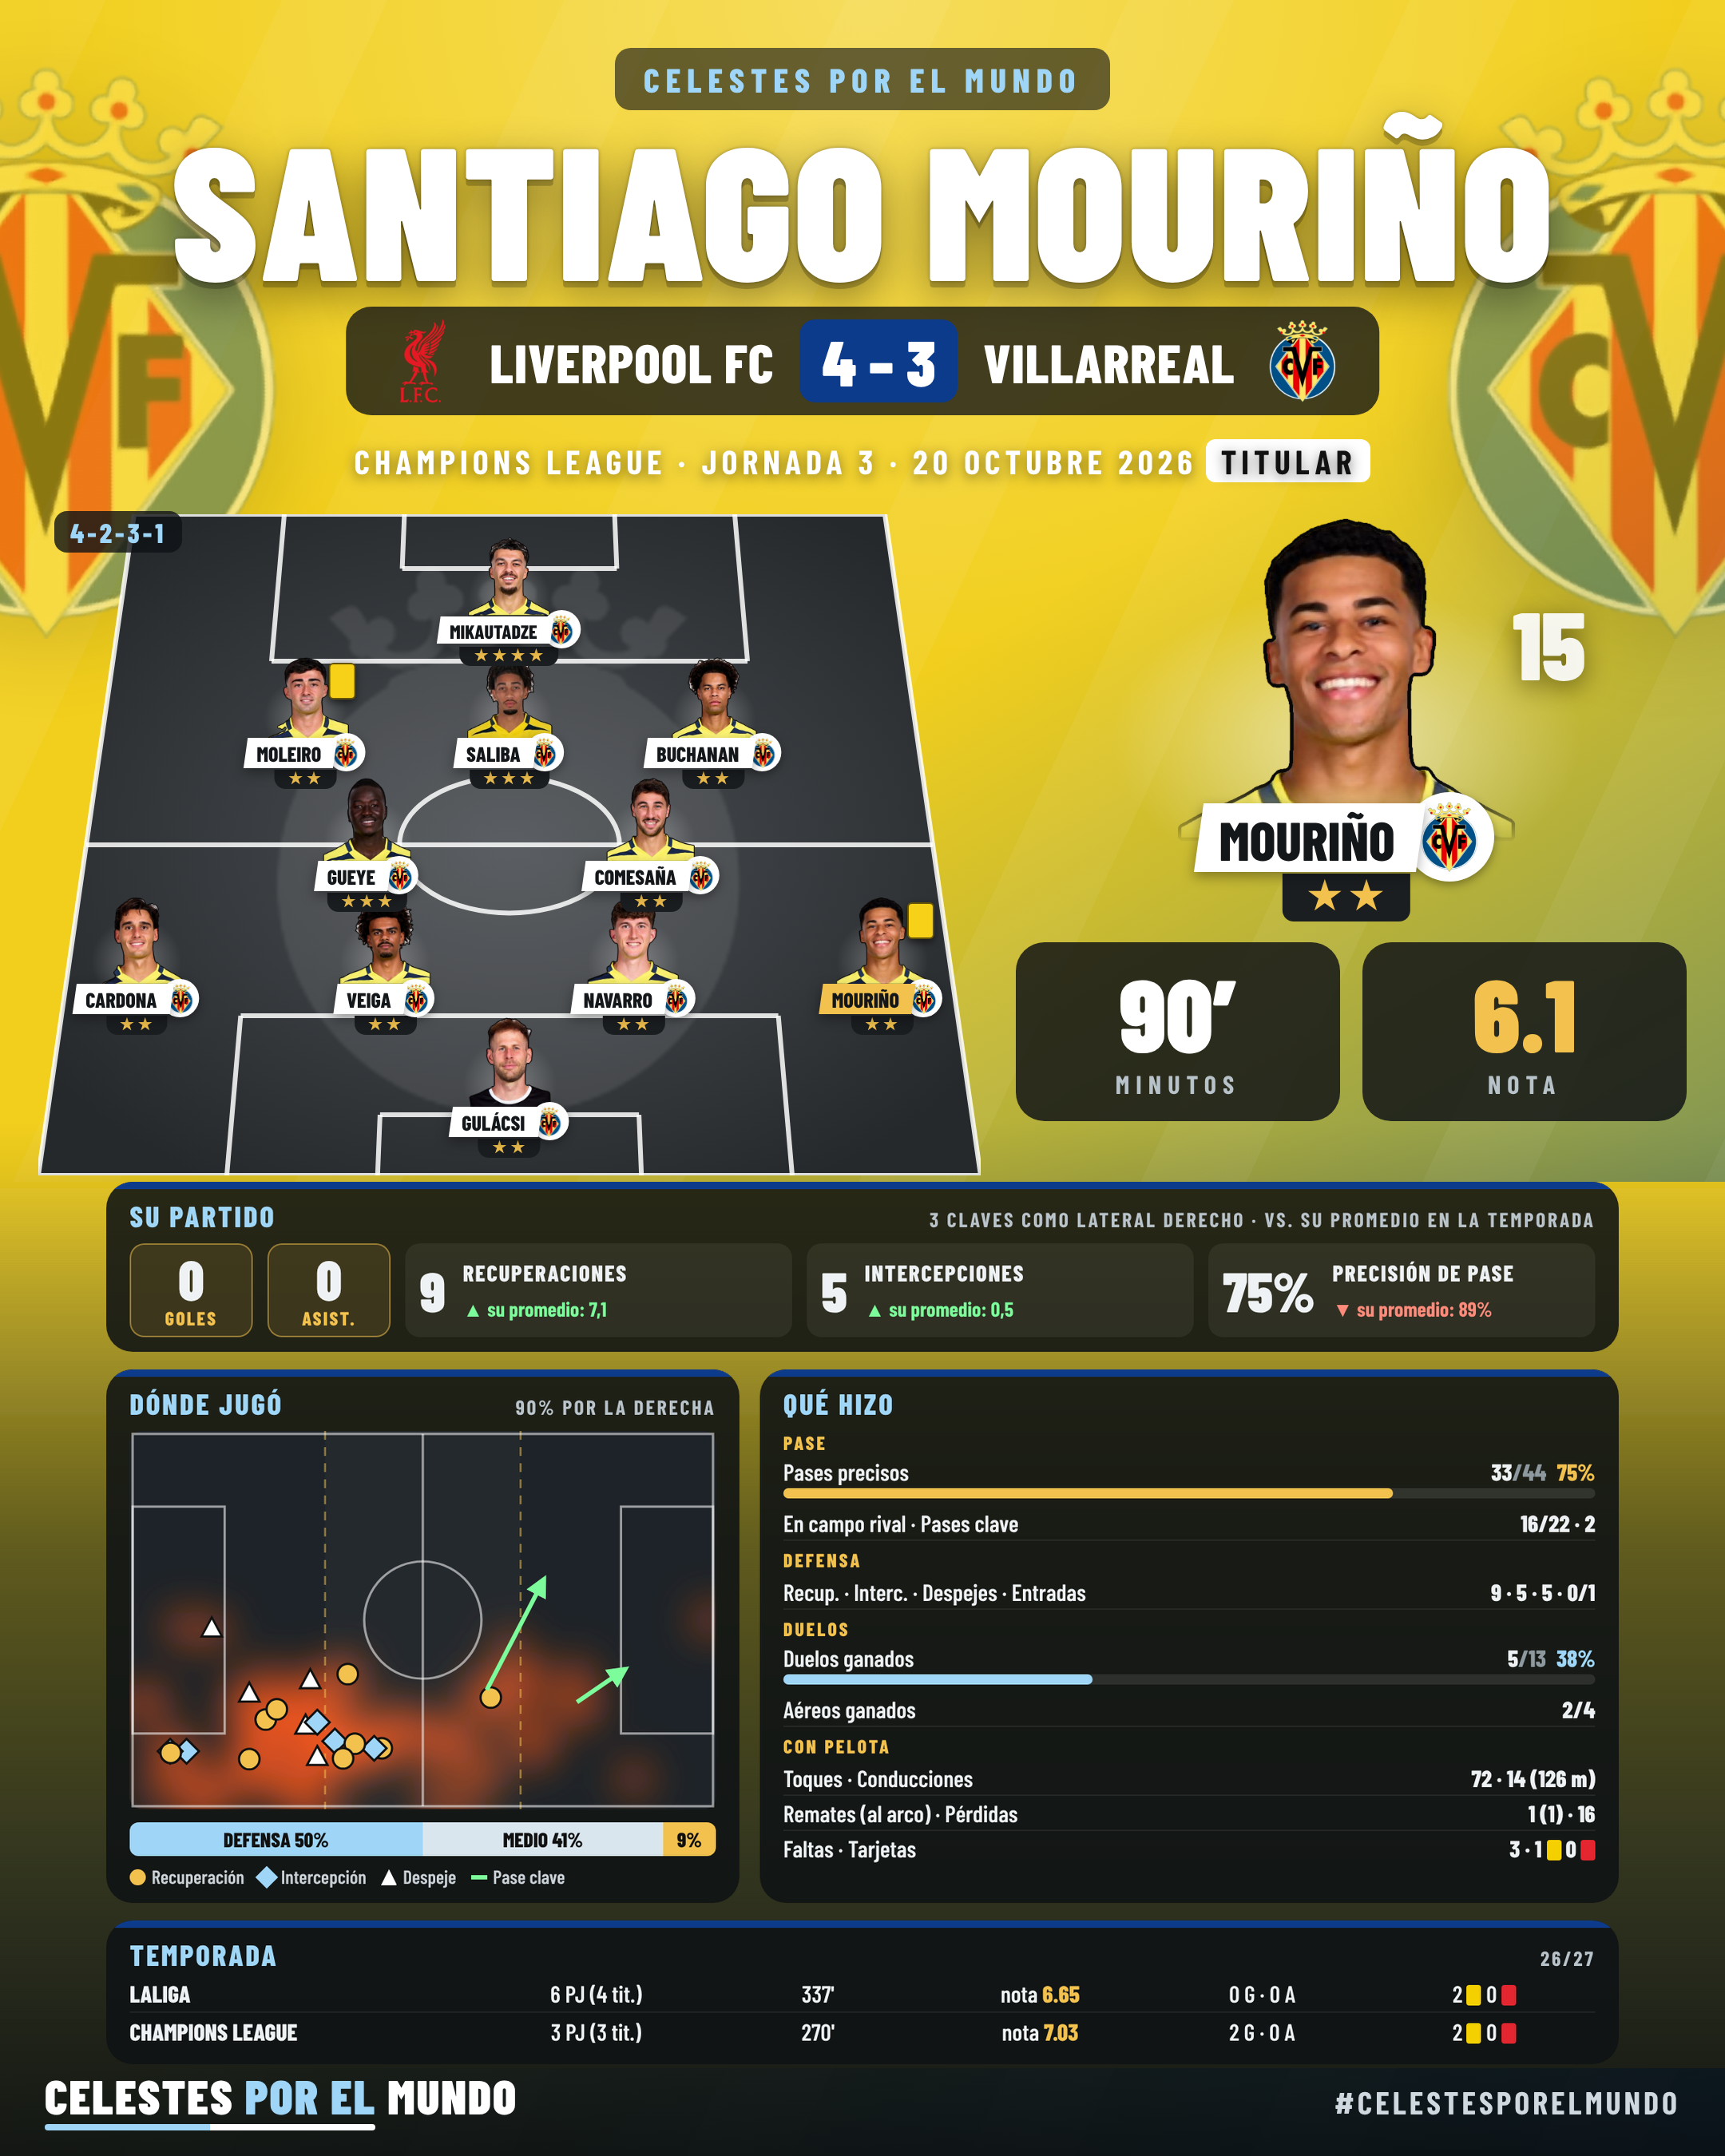 CELESTES POR EL MUNDO
SANTIAGO MOURIÑO
L.F.C.
LIVERPOOL FC 4 - 3 VILLARREAL
CHAMPIONS LEAGUE · JORNADA 3 · 20 OCTUBRE 2026 TITULAR
4-2-3-1
MIKAUTADZE
MOLEIRO SALIBA BUCHANAN
GUEYE COMESAÑA
CARDONA VEIGA NAVARRO MOURIÑO
GULÁCSI
15
MOURIÑO
90' MINUTOS
6.1 NOTA
SU PARTIDO
3 CLAVES COMO LATERAL DERECHO · VS. SU PROMEDIO EN LA TEMPORADA
0 GOLES
0 ASIST.
9 RECUPERACIONES
▲ su promedio: 7,1
5 INTERCEPCIONES
▲ su promedio: 0,5
75% PRECISIÓN DE PASE
▼ su promedio: 89%
DÓNDE JUGÓ
90% POR LA DERECHA
DEFENSA 50% MEDIO 41% 9%
Recuperación Intercepción Despeje Pase clave
QUÉ HIZO
PASE
Pases precisos 33/44 75%
En campo rival · Pases clave 16/22 · 2
DEFENSA
Recup. · Interc. · Despejes · Entradas 9 · 5 · 5 · 0/1
DUELOS
Duelos ganados 5/13 38%
Aéreos ganados 2/4
CON PELOTA
Toques · Conducciones 72 · 14 (126 m)
Remates (al arco) · Pérdidas 1 (1) · 16
Faltas · Tarjetas 3 · 1 0
TEMPORADA 26/27
LALIGA 6 PJ (4 tit.) 337' nota 6.65 0 G · 0 A 2 0
CHAMPIONS LEAGUE 3 PJ (3 tit.) 270' nota 7.03 2 G · 0 A 2 0
CELESTES POR EL MUNDO
#CELESTESPORELMUNDO